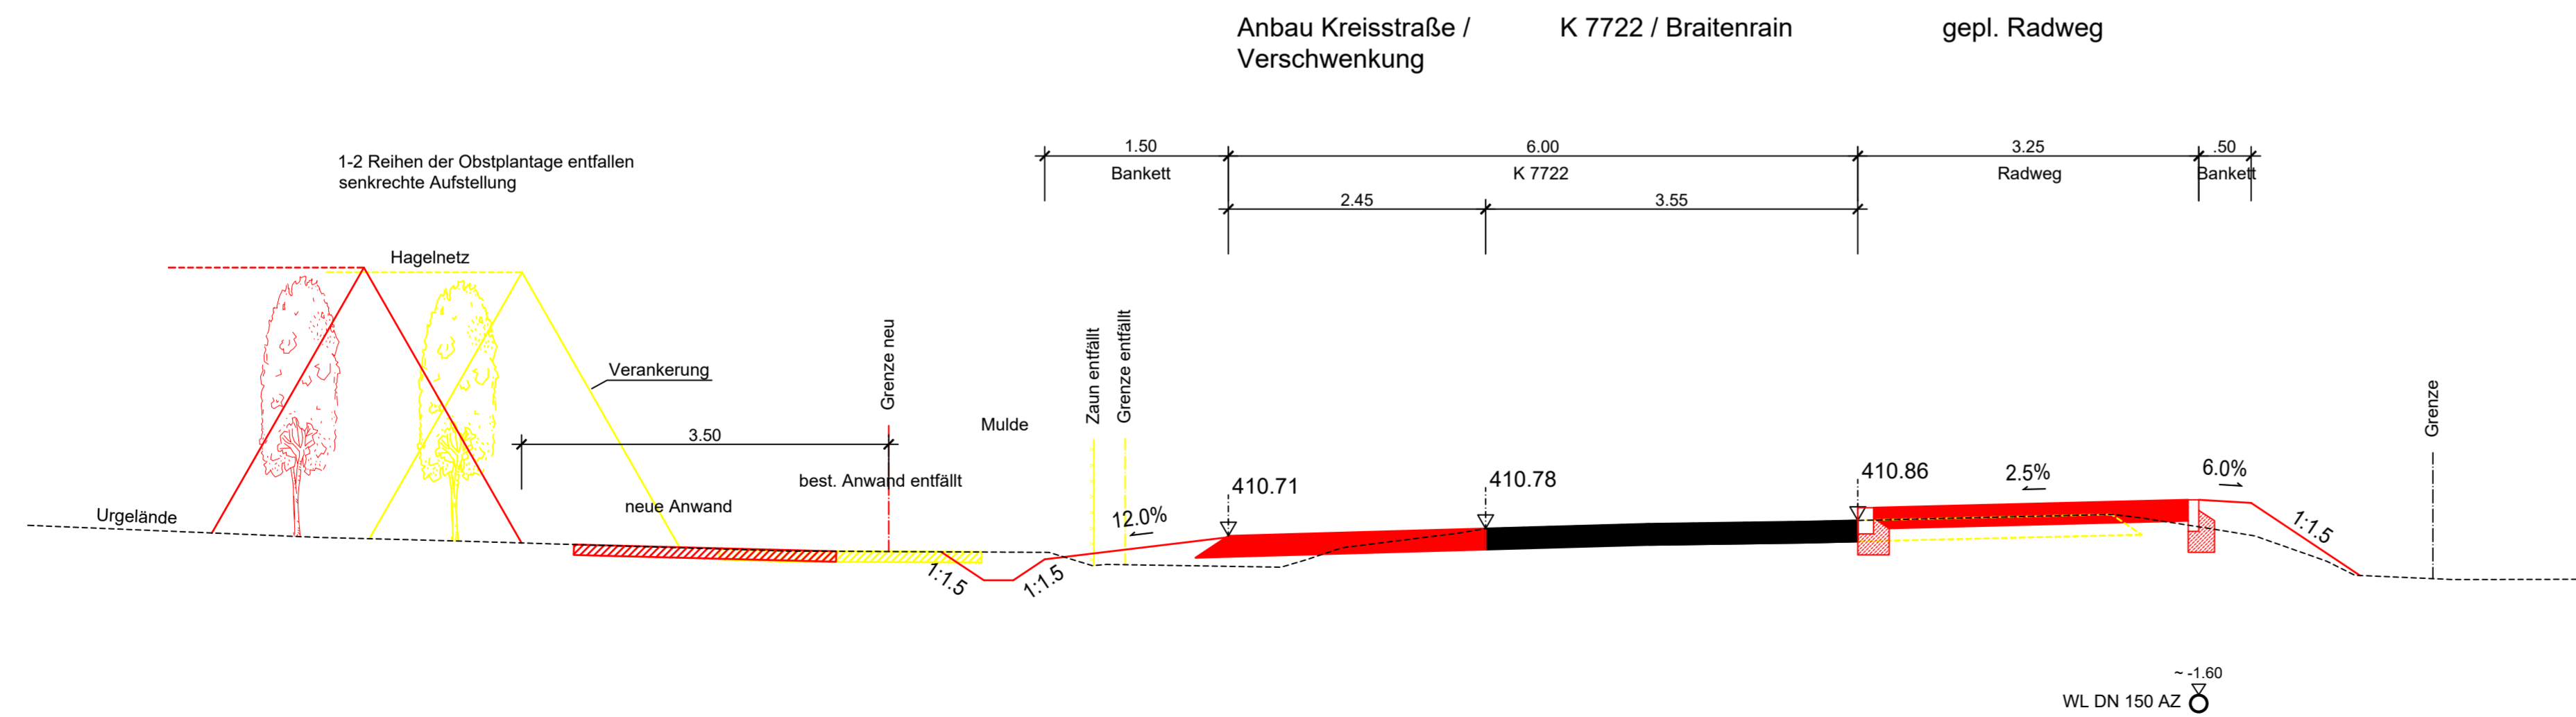 Anbau Kreisstraße /
Verschwenkung
K 7722 / Braitenrain
gepl. Radweg
1.50
6.00
3.25
.50
Bankett
K 7722
Radweg
Bankett
2.45
3.55
1-2 Reihen der Obstplantage entfallen
senkrechte Aufstellung
Hagelnetz
Verankerung
Grenze neu
Zaun entfällt
Grenze entfällt
Grenze
3.50
Mulde
best. Anwand entfällt
neue Anwand
Urgelände
12.0%
410.71
410.78
410.86
2.5%
6.0%
1:1.5
1:1.5
1:1.5
~ -1.60
WL DN 150 AZ